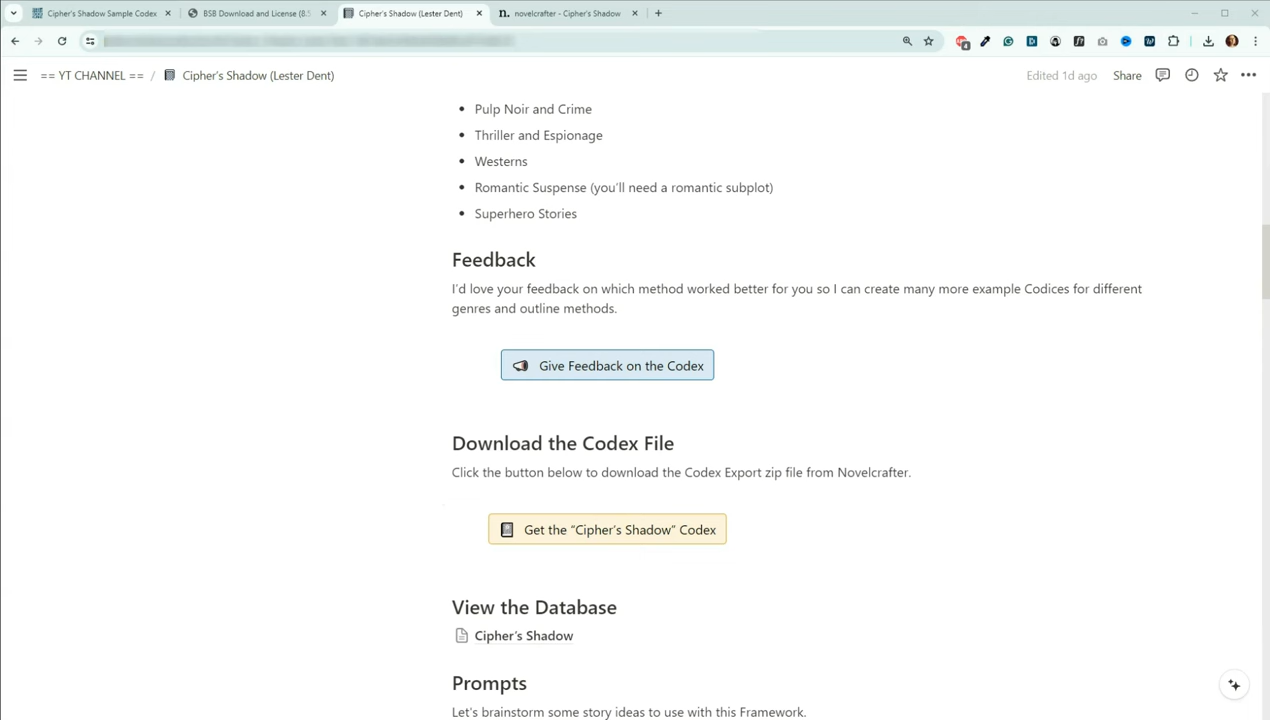 Cipher's Shadow Sample Codex
BSB Download and License (8.5
Cipher's Shadow (Lester Dent)
novelcrafter - Cipher's Shadow
== YT CHANNEL == / Cipher's Shadow (Lester Dent)
Edited 1d ago
Share
• Pulp Noir and Crime
• Thriller and Espionage
• Westerns
• Romantic Suspense (you'll need a romantic subplot)
• Superhero Stories
Feedback
I'd love your feedback on which method worked better for you so I can create many more example Codices for different
genres and outline methods.
Give Feedback on the Codex
Download the Codex File
Click the button below to download the Codex Export zip file from Novelcrafter.
Get the “Cipher's Shadow” Codex
View the Database
Cipher's Shadow
Prompts
Let's brainstorm some story ideas to use with this Framework.